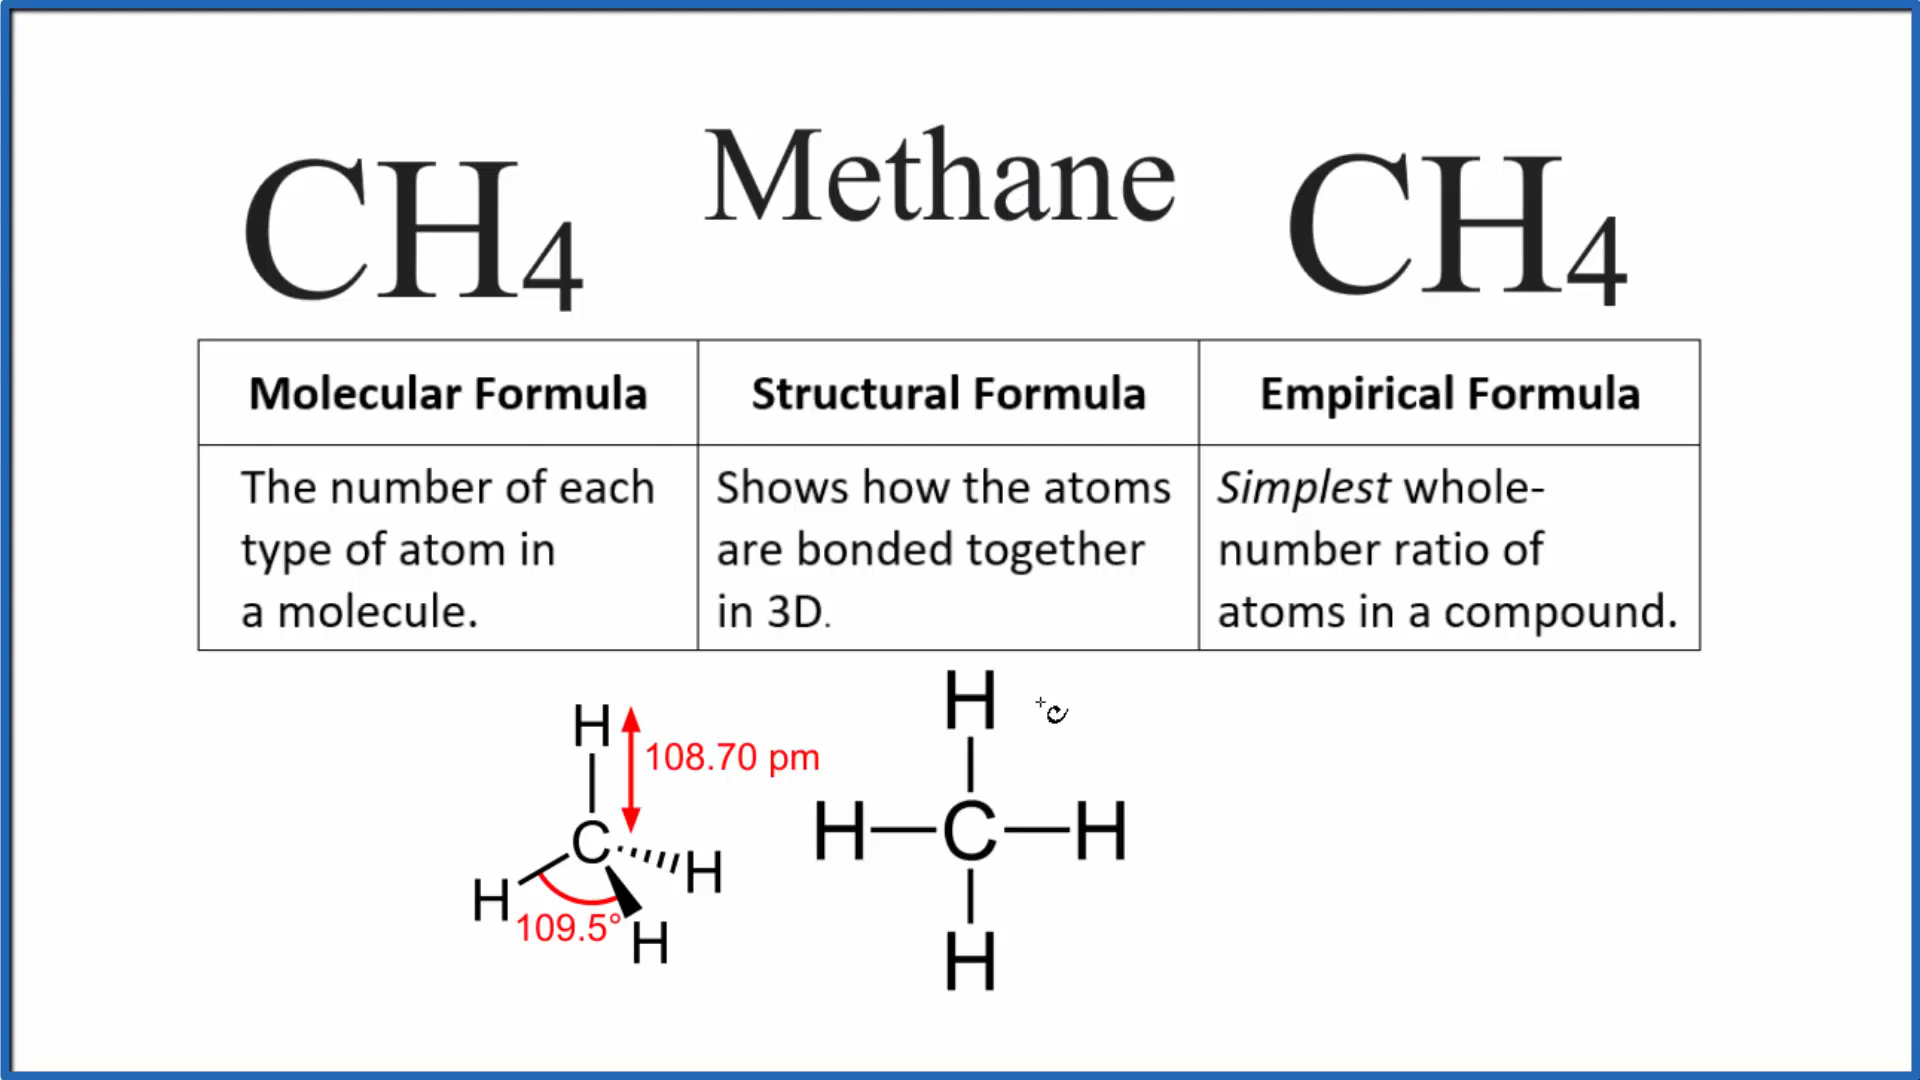 Methane
CH₄
CH₄
Molecular Formula
Structural Formula
Empirical Formula
The number of each
type of atom in
a molecule.
Shows how the atoms
are bonded together
in 3D.
Simplest whole-
number ratio of
atoms in a compound.
H
108.70 pm
C
H
H
109.5°
H
H
H C H
H